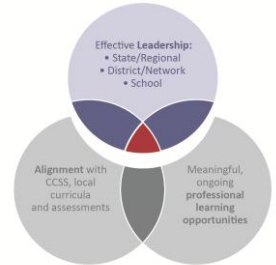 Effective Leadership:
• State/Regional
• District/Network
• School
Alignment with
CCSS, local
curricula
and assessments
Meaningful,
ongoing
professional
learning
opportunities